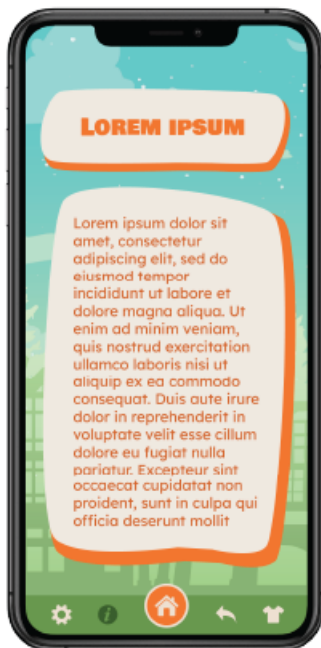 LOREM IPSUM
Lorem ipsum dolor sit
amet, consectetur
adipiscing elit, sed do
eiusmod tempor
incididunt ut labore et
dolore magna aliqua. Ut
enim ad minim veniam,
quis nostrud exercitation
ullamco laboris nisi ut
aliquip ex ea commodo
consequat. Duis aute irure
dolor in reprehenderit in
voluptate velit esse cillum
dolore eu fugiat nulla
pariatur. Excepteur sint
occaecat cupidatat non
proident, sunt in culpa qui
officia deserunt mollit
i